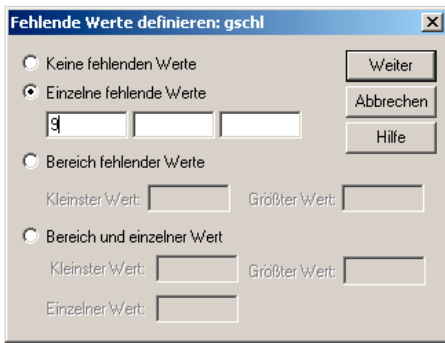 Fehlende Werte definieren: gschl
Keine fehlenden Werte
Weiter
Einzelne fehlende Werte
Abbrechen
9
Hilfe
Bereich fehlender Werte
Kleinster Wert: Größter Wert:
Bereich und einzelner Wert
Kleinster Wert: Größter Wert:
Einzelner Wert: